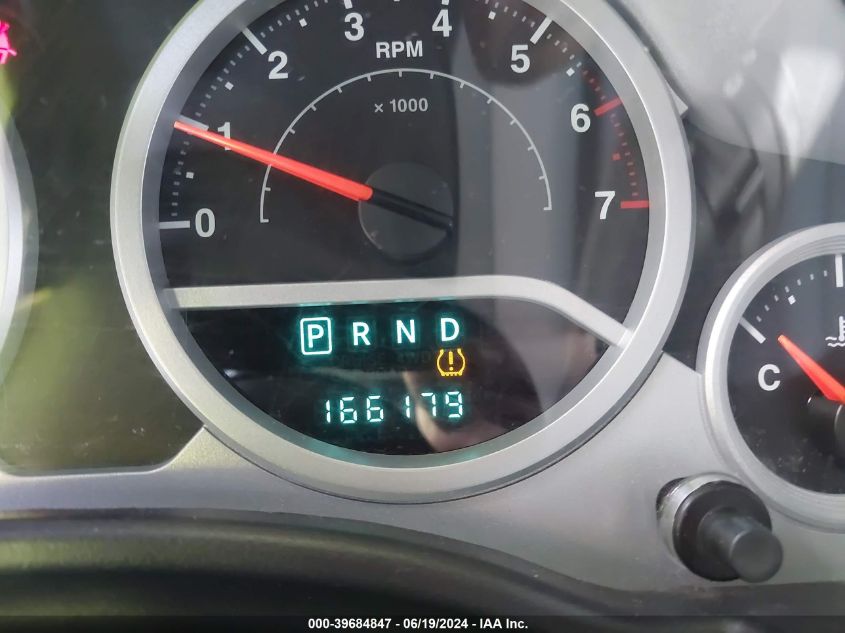 0 1 2 3 4 5 6 7
RPM
× 1000
P R N D
166179
C
000-39684847 - 06/19/2024 - IAA Inc.